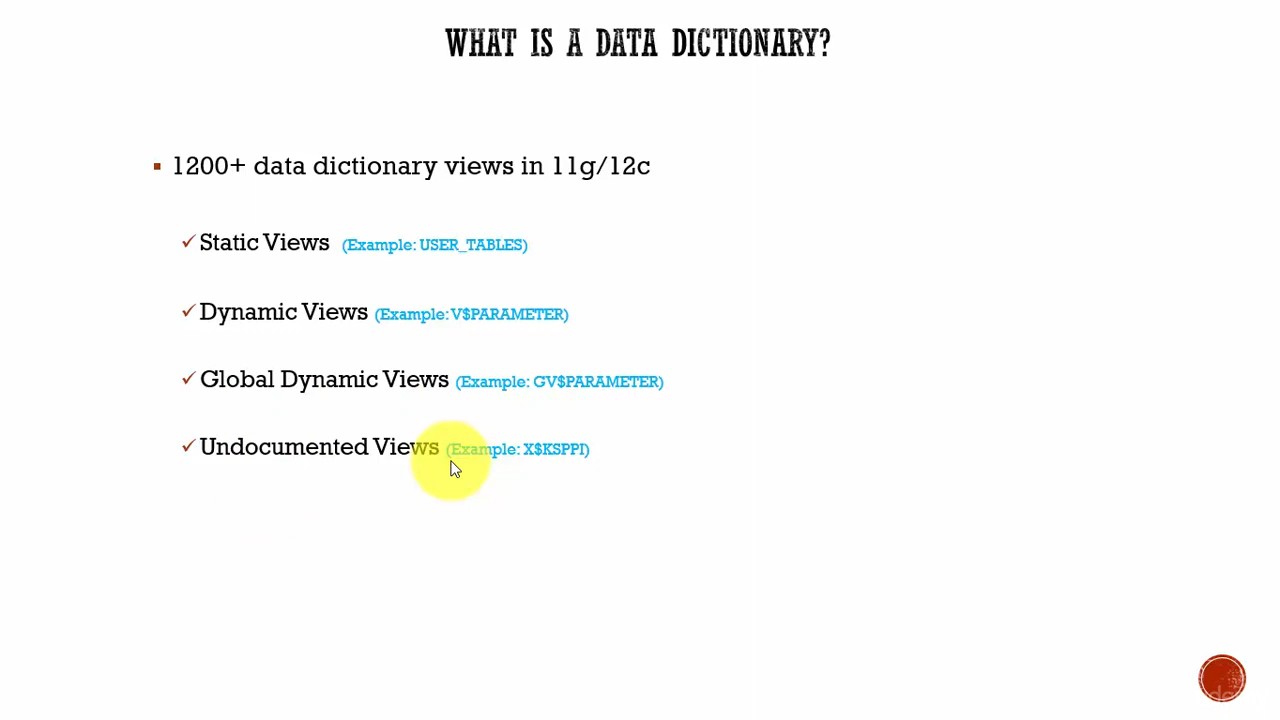 WHAT IS A DATA DICTIONARY?
1200+ data dictionary views in 11g/12c
Static Views (Example: USER_TABLES)
Dynamic Views (Example: V$PARAMETER)
Global Dynamic Views (Example: GV$PARAMETER)
Undocumented Views (Example: X$KSPPI)